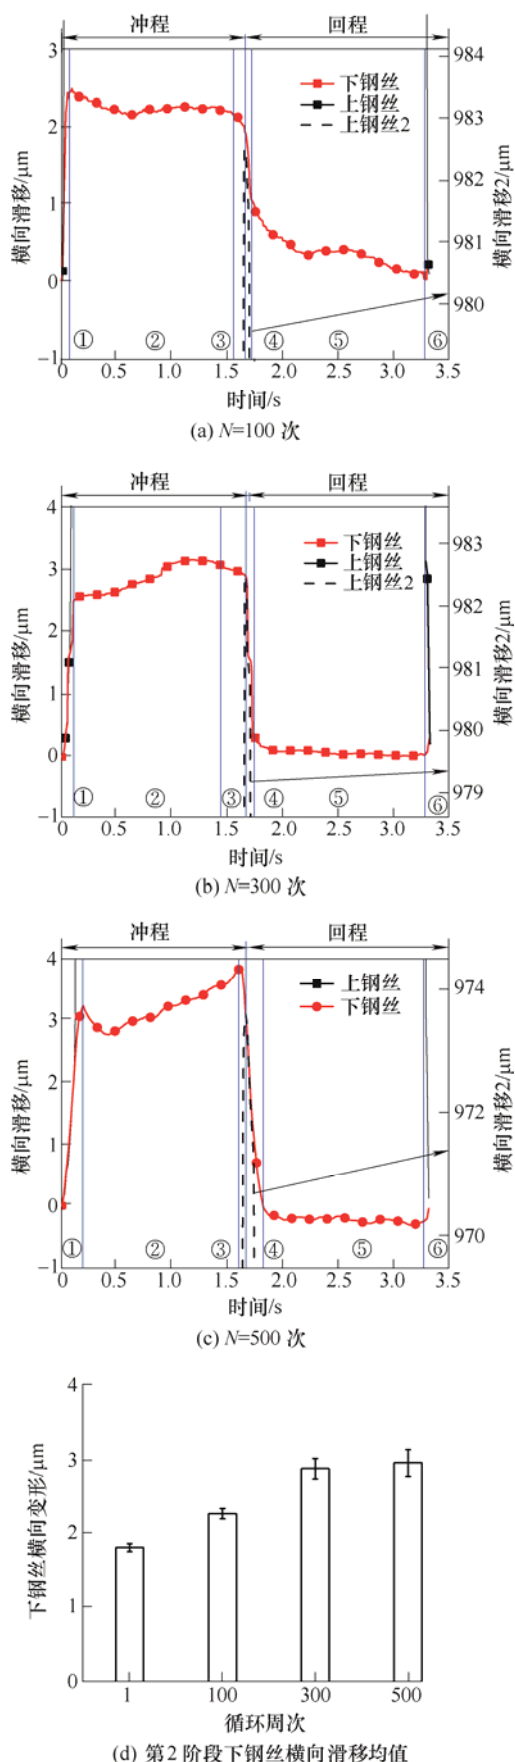 冲程 回程
3
2
1
0
−1
984
983
982
981
980
下钢丝
上钢丝
上钢丝2
横向滑移/μm
横向滑移2/μm
① ② ③ ④ ⑤ ⑥
0 0.5 1.0 1.5 2.0 2.5 3.0 3.5
时间/s
(a) N=100 次
冲程 回程
4
3
2
1
0
−1
983
982
981
980
979
下钢丝
上钢丝
上钢丝2
横向滑移/μm
横向滑移2/μm
① ② ③ ④ ⑤ ⑥
0 0.5 1.0 1.5 2.0 2.5 3.0 3.5
时间/s
(b) N=300 次
冲程 回程
4
3
2
1
0
−1
974
972
970
上钢丝
下钢丝
横向滑移/μm
横向滑移2/μm
① ② ③ ④ ⑤ ⑥
0 0.5 1.0 1.5 2.0 2.5 3.0 3.5
时间/s
(c) N=500 次
4
3
2
1
0
下钢丝横向变形/μm
1 100 300 500
循环周次
(d) 第2 阶段下钢丝横向滑移均值